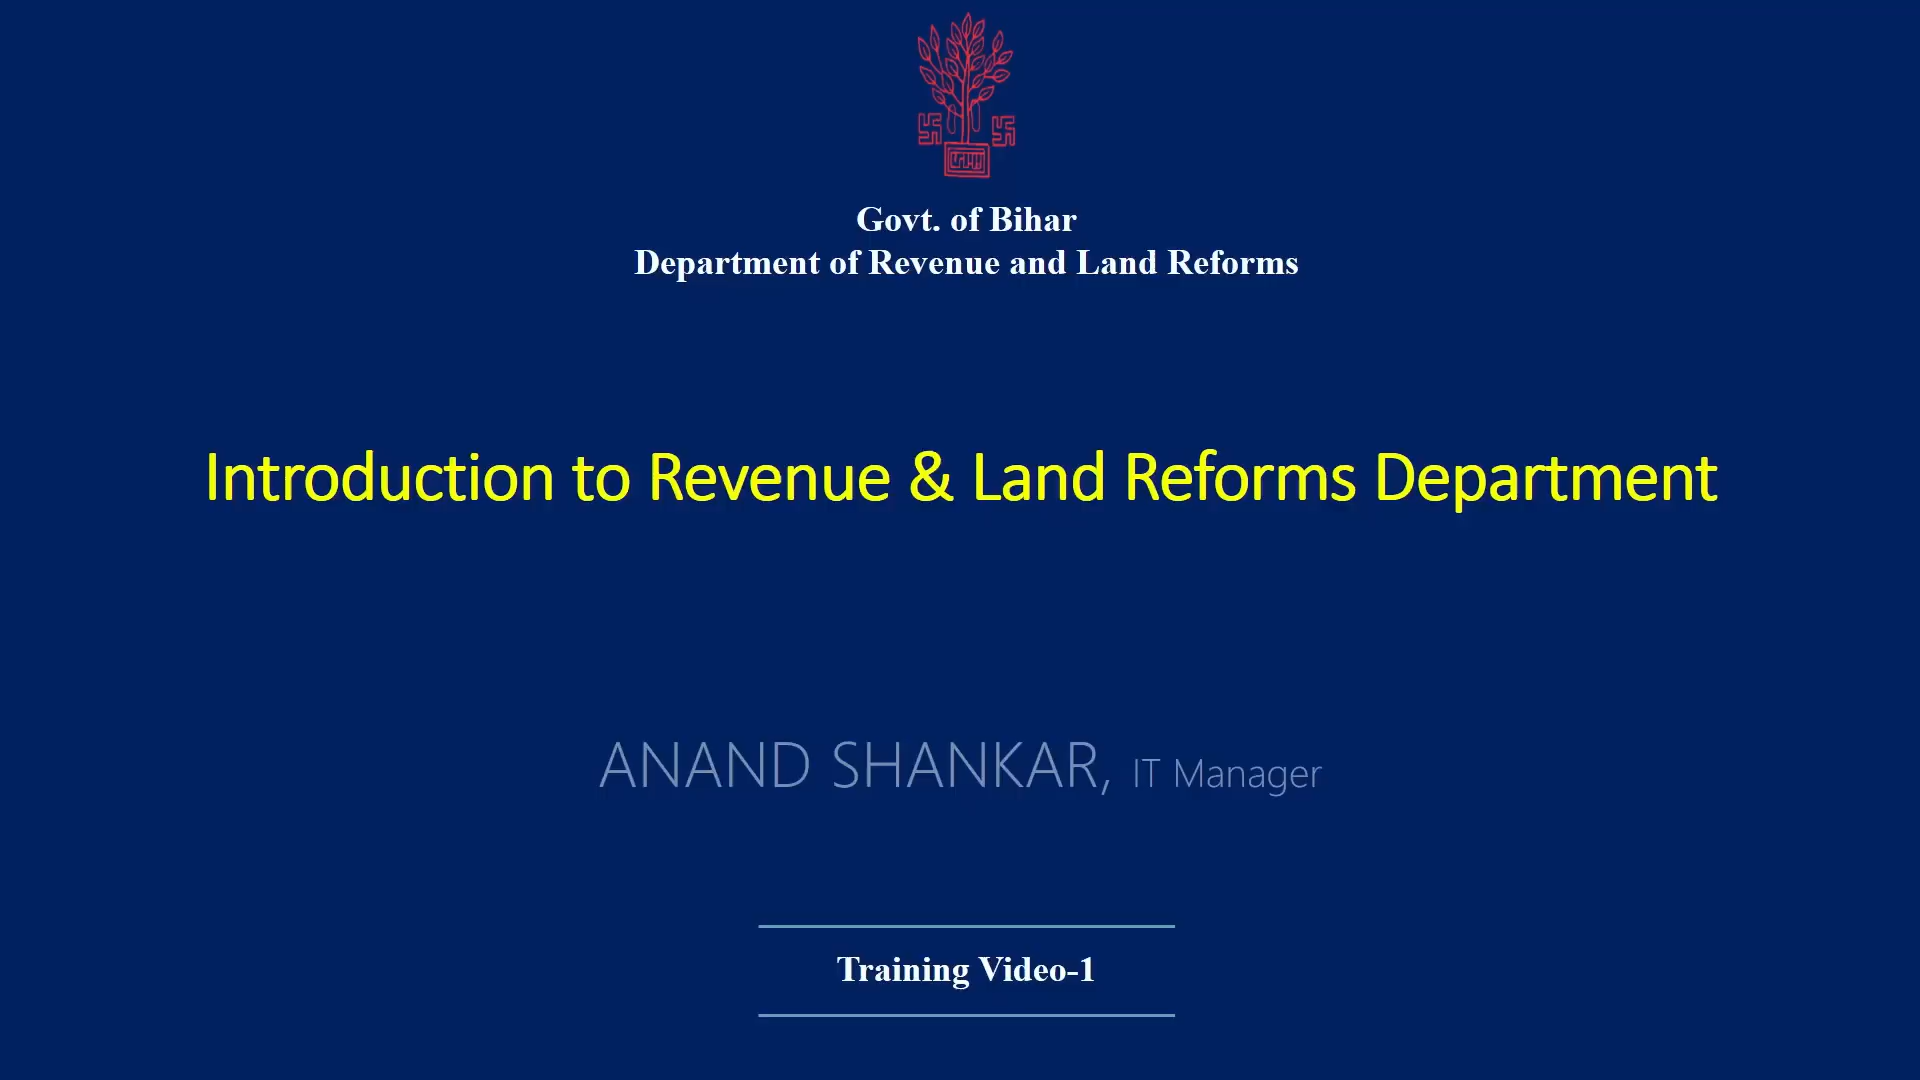 Govt. of Bihar
Department of Revenue and Land Reforms
Introduction to Revenue & Land Reforms Department
ANAND SHANKAR, IT Manager
Training Video-1